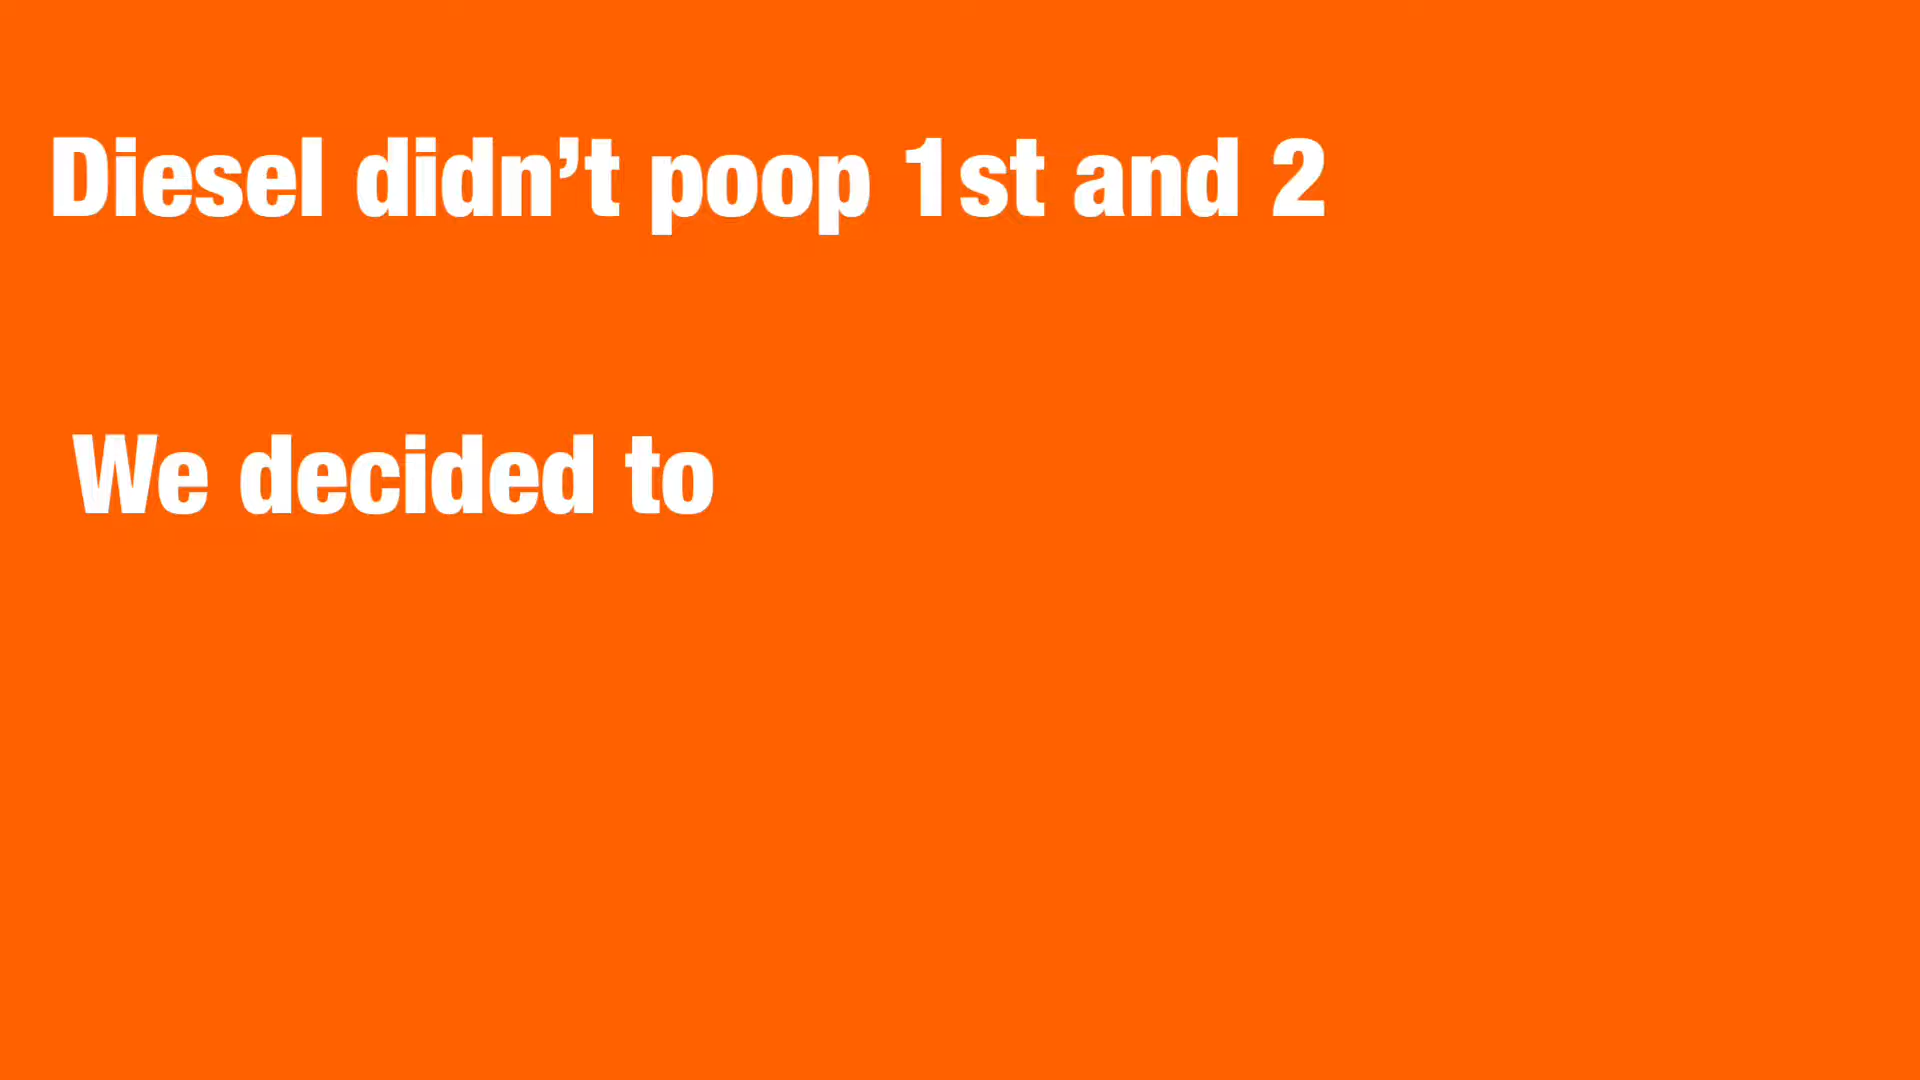 Diesel didn’t poop 1st and 2
We decided to